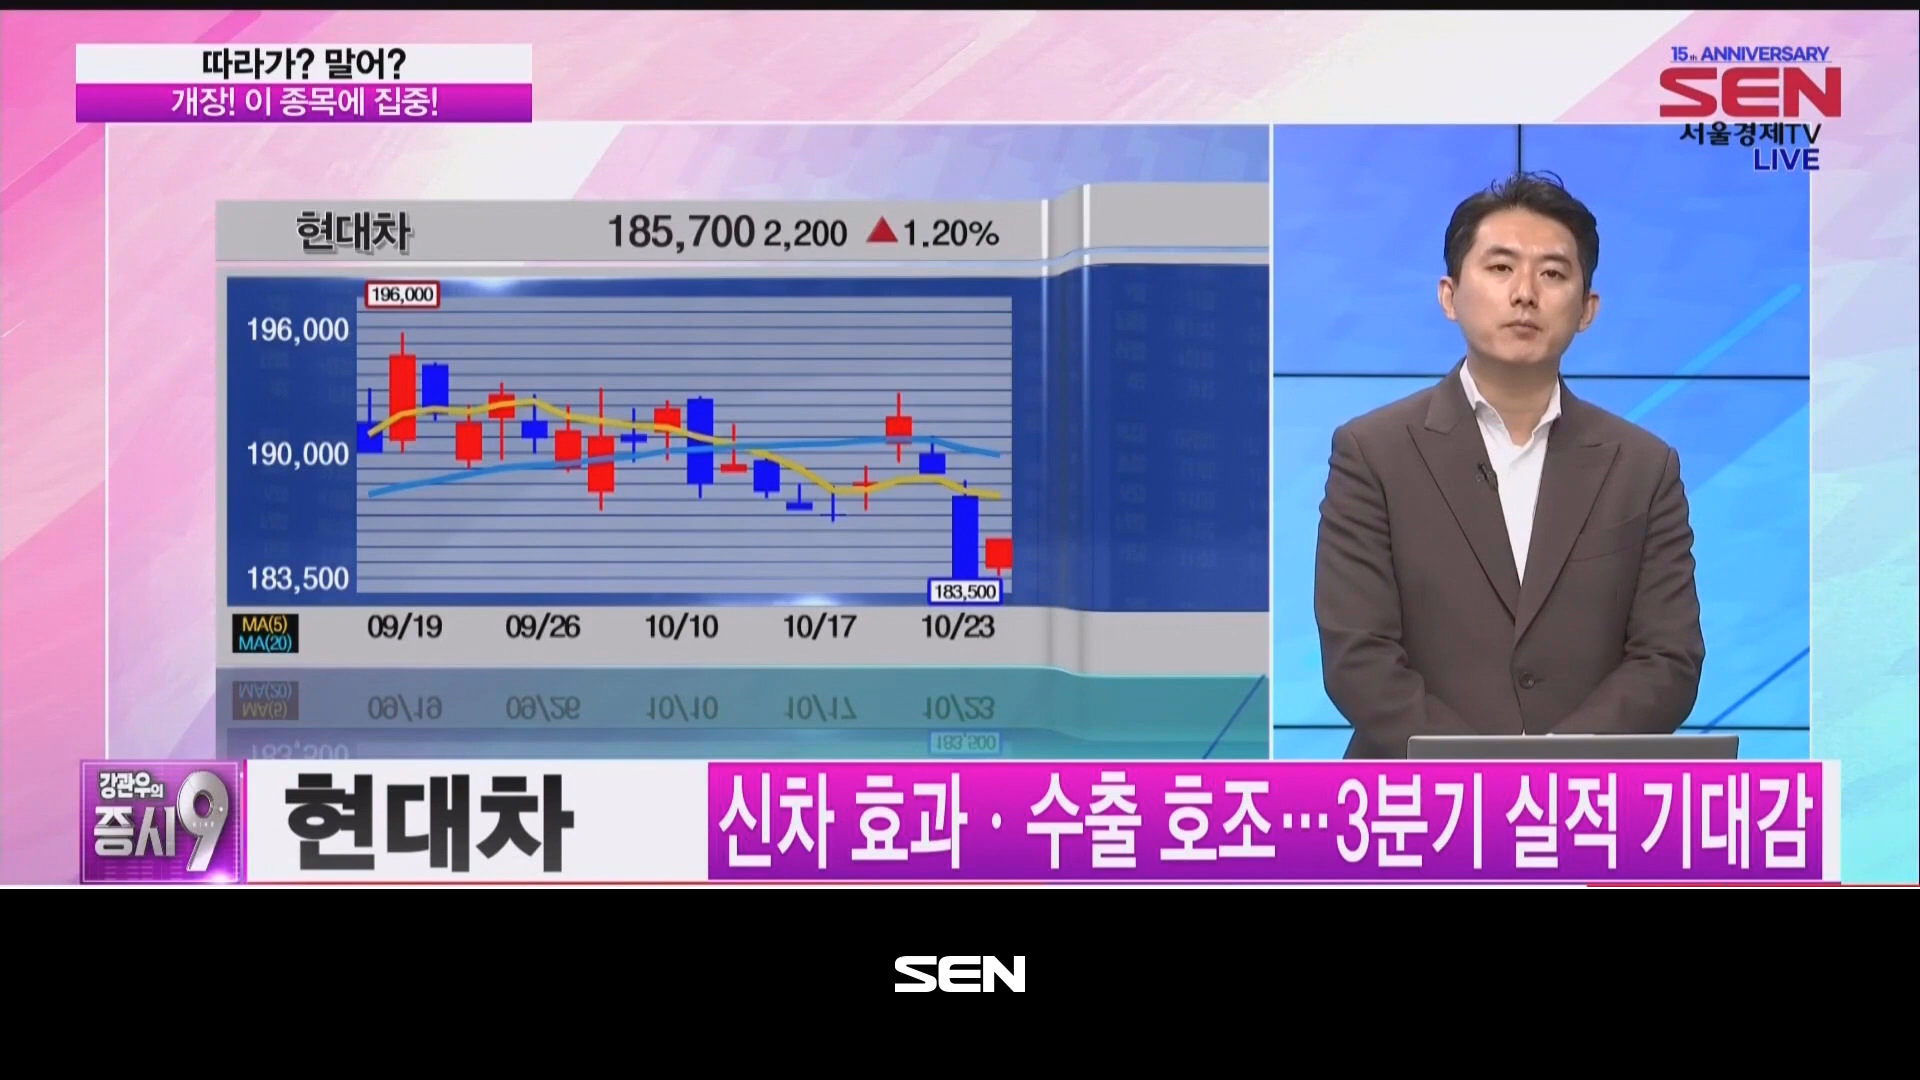 따라가? 말어?
개장! 이 종목에 집중!
15th ANNIVERSARY
SEN
서울경제TV
LIVE
현대차 185,700 2,200 ▲1.20%
196,000
196,000
190,000
183,500
183,500
MA(5)
MA(20)
09/19 09/26 10/10 10/17 10/23
강관우의
증시9
현대차
신차 효과·수출 호조…3분기 실적 기대감
SEN